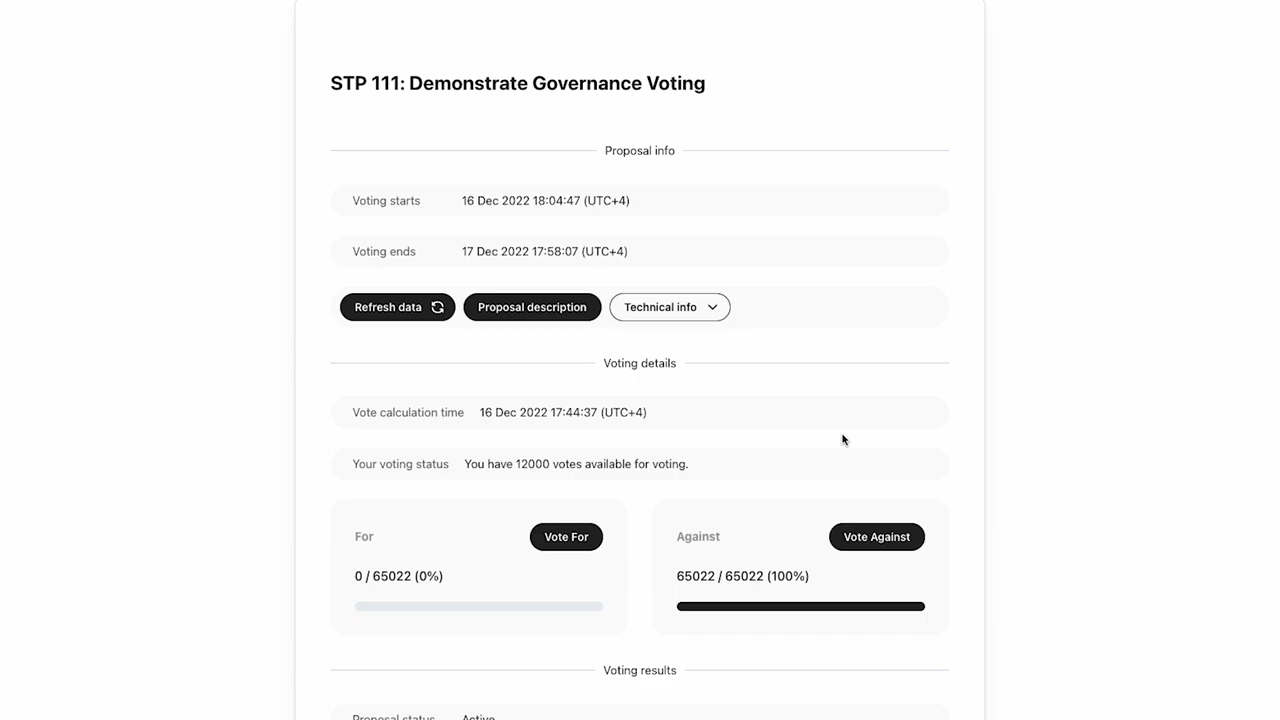 STP 111: Demonstrate Governance Voting
Proposal info
Voting starts 16 Dec 2022 18:04:47 (UTC+4)
Voting ends 17 Dec 2022 17:58:07 (UTC+4)
Refresh data Proposal description Technical info
Voting details
Vote calculation time 16 Dec 2022 17:44:37 (UTC+4)
Your voting status You have 12000 votes available for voting.
For Vote For Against Vote Against
0 / 65022 (0%) 65022 / 65022 (100%)
Voting results
Proposal status Active